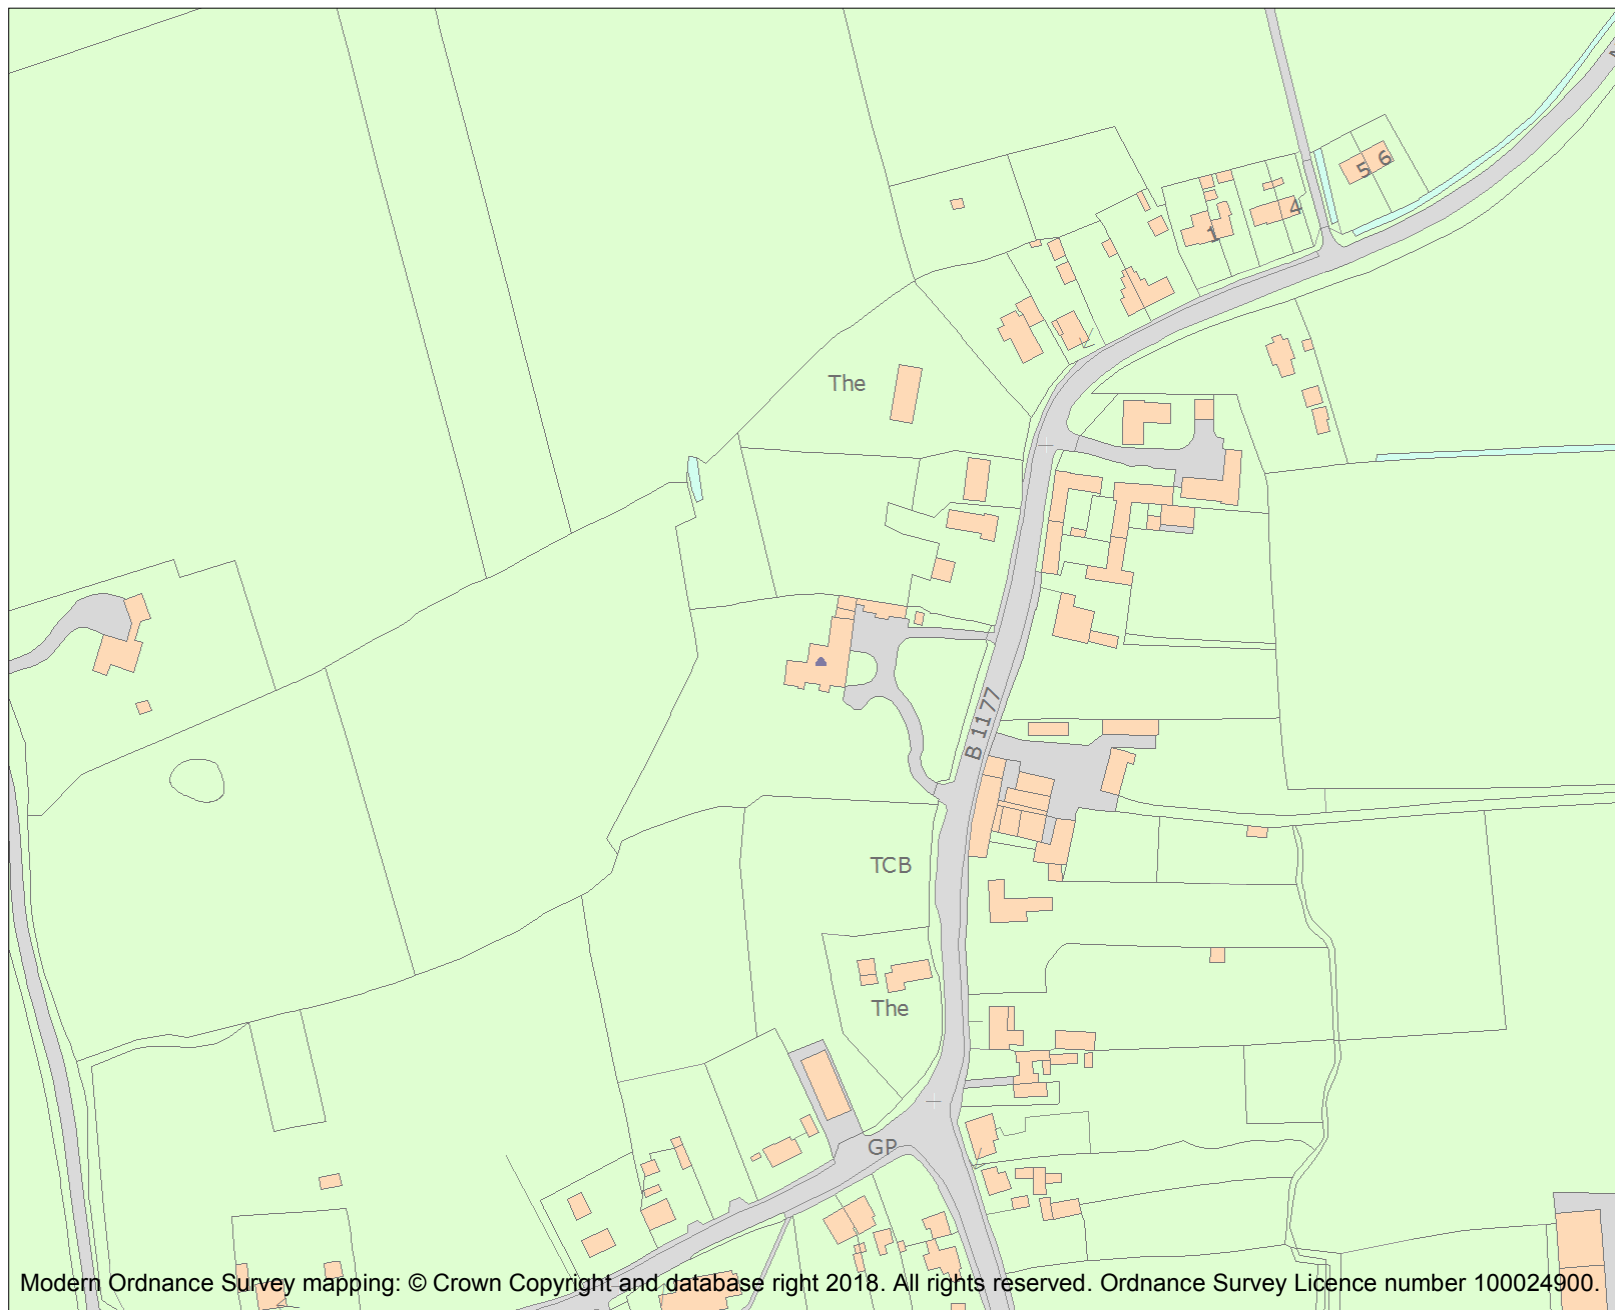 5 6
4
1
The
B 1177
TCB
The
GP
Modern Ordnance Survey mapping: © Crown Copyright and database right 2018. All rights reserved. Ordnance Survey Licence number 100024900.